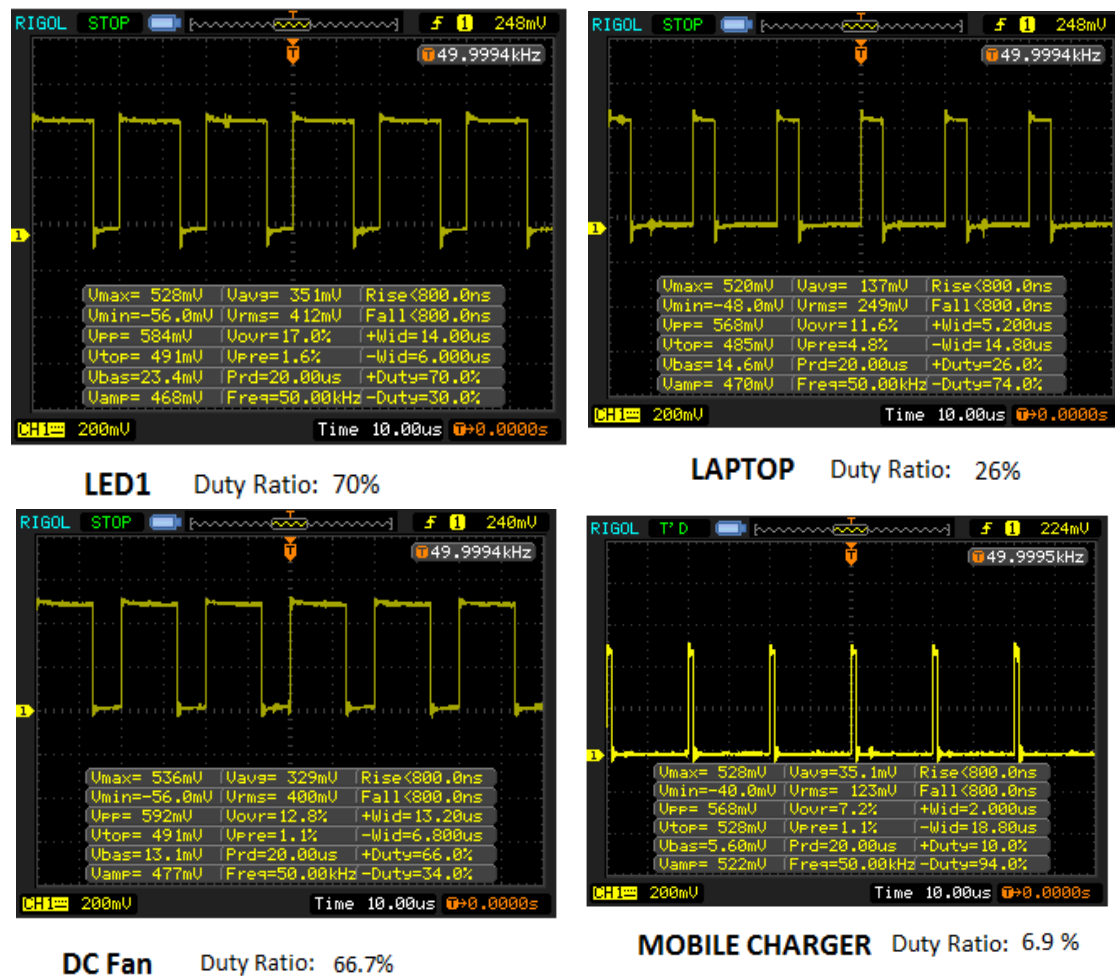 RIGOL STOP T 1 248mV
T 49.9994kHz
T
1
Vmax= 528mV Vavg= 351mV Rise<800.0ns
Vmin=-56.0mV Vrms= 412mV Fall<800.0ns
Vpp= 584mV Vovr=17.0% +Wid=14.00us
Vtop= 491mV Vpre=1.6% -Wid=6.000us
Vbas=23.4mV Prd=20.00us +Duty=70.0%
Vamp= 468mV Freq=50.00kHz -Duty=30.0%
CH1 200mV Time 10.00us T→0.0000s
LED1 Duty Ratio: 70%
RIGOL STOP T 1 248mV
T 49.9994kHz
T
1
Vmax= 520mV Vavg= 137mV Rise<800.0ns
Vmin=-48.0mV Vrms= 249mV Fall<800.0ns
Vpp= 568mV Vovr=11.6% +Wid=5.200us
Vtop= 485mV Vpre=4.8% -Wid=14.80us
Vbas=14.6mV Prd=20.00us +Duty=26.0%
Vamp= 470mV Freq=50.00kHz -Duty=74.0%
CH1 200mV Time 10.00us T→0.0000s
LAPTOP Duty Ratio: 26%
RIGOL STOP T 1 240mV
T 49.9994kHz
T
1
Vmax= 536mV Vavg= 329mV Rise<800.0ns
Vmin=-56.0mV Vrms= 400mV Fall<800.0ns
Vpp= 592mV Vovr=12.8% +Wid=13.20us
Vtop= 491mV Vpre=1.1% -Wid=6.800us
Vbas=13.1mV Prd=20.00us +Duty=66.0%
Vamp= 477mV Freq=50.00kHz -Duty=34.0%
CH1 200mV Time 10.00us T→0.0000s
DC Fan Duty Ratio: 66.7%
RIGOL T'D T 1 224mV
T 49.9995kHz
T
1
Vmax= 528mV Vavg=35.1mV Rise<800.0ns
Vmin=-40.0mV Vrms= 123mV Fall<800.0ns
Vpp= 568mV Vovr=7.2% +Wid=2.000us
Vtop= 528mV Vpre=1.1% -Wid=18.80us
Vbas=5.60mV Prd=20.00us +Duty=10.0%
Vamp= 522mV Freq=50.00kHz -Duty=94.0%
CH1 200mV Time 10.00us T→0.0000s
MOBILE CHARGER Duty Ratio: 6.9 %